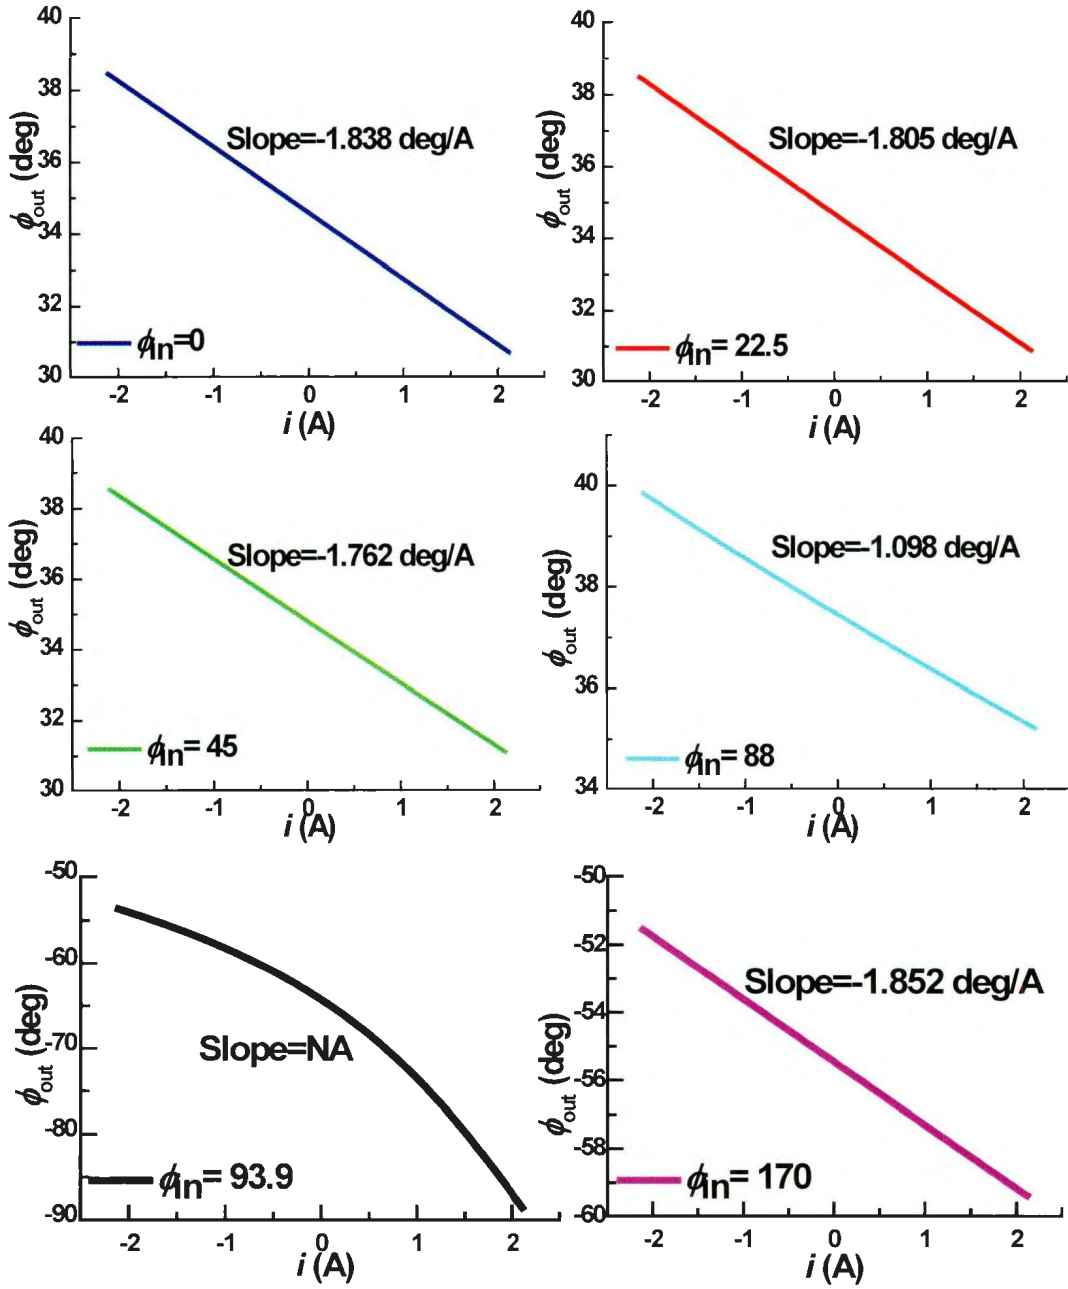 40
38
36
34
32
30
ϕout (deg)
Slope=-1.838 deg/A
ϕin=0
-2 -1 0 1 2
i (A)
40
38
36
34
32
30
ϕout (deg)
Slope=-1.805 deg/A
ϕin= 22.5
-2 -1 0 1 2
i (A)
40
38
36
34
32
30
ϕout (deg)
Slope=-1.762 deg/A
ϕin= 45
-2 -1 0 1 2
i (A)
40
38
36
34
ϕout (deg)
Slope=-1.098 deg/A
ϕin= 88
-2 -1 0 1 2
i (A)
-50
-60
-70
-80
-90
ϕout (deg)
Slope=NA
ϕin= 93.9
-2 -1 0 1 2
i (A)
-50
-52
-54
-56
-58
-60
ϕout (deg)
Slope=-1.852 deg/A
ϕin= 170
-2 -1 0 1 2
i (A)